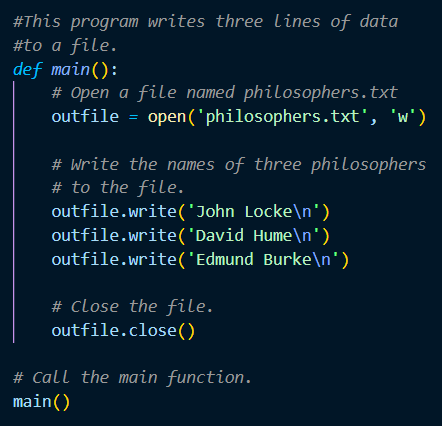 #This program writes three lines of data
#to a file.
def main():
    # Open a file named philosophers.txt
    outfile = open('philosophers.txt', 'w')

    # Write the names of three philosophers
    # to the file.
    outfile.write('John Locke\n')
    outfile.write('David Hume\n')
    outfile.write('Edmund Burke\n')

    # Close the file.
    outfile.close()

# Call the main function.
main()